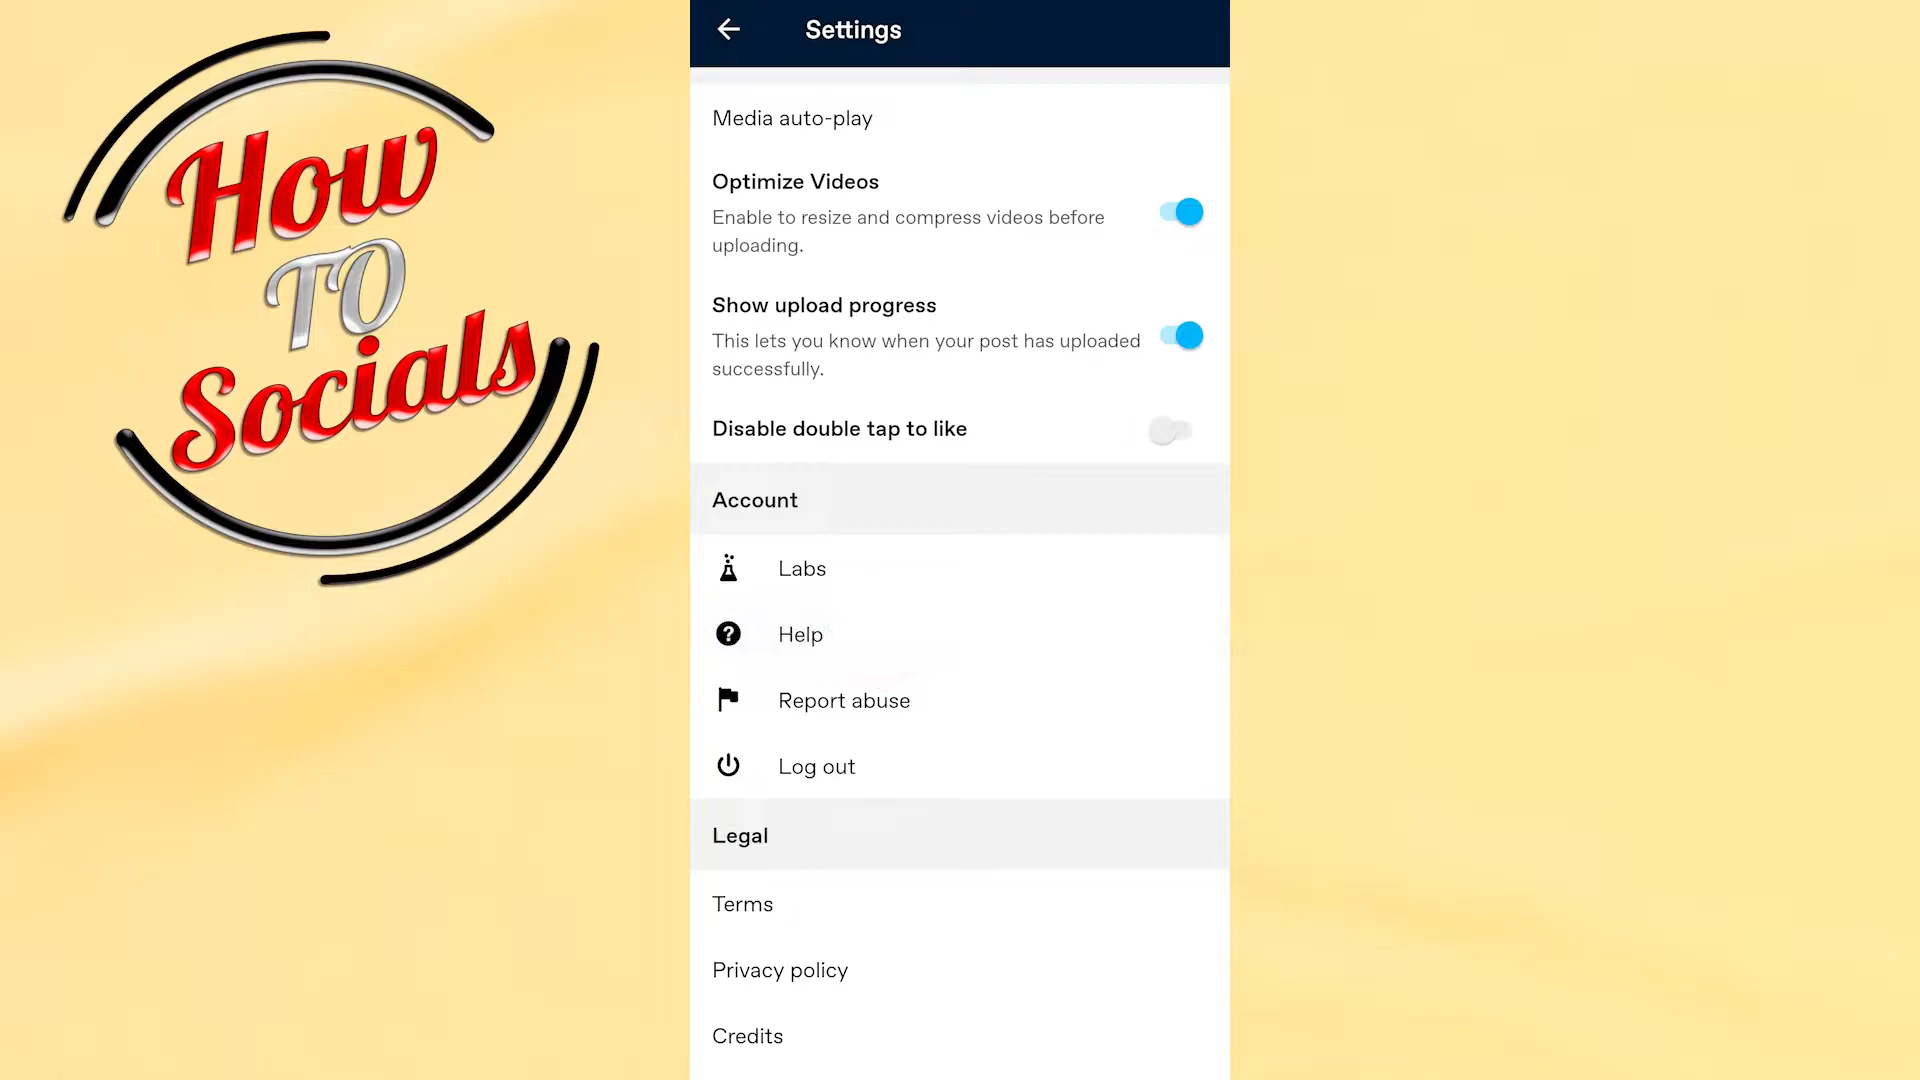 How
TO
Socials
Settings
Media auto-play
Optimize Videos
Enable to resize and compress videos before
uploading.
Show upload progress
This lets you know when your post has uploaded
successfully.
Disable double tap to like
Account
Labs
Help
Report abuse
Log out
Legal
Terms
Privacy policy
Credits